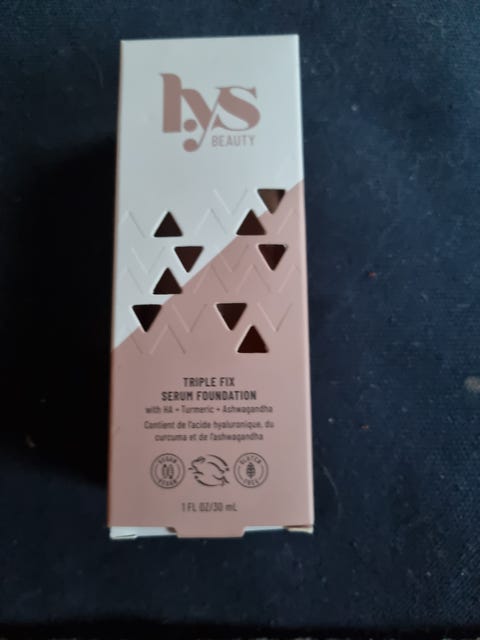 lys
BEAUTY
TRIPLE FIX
SERUM FOUNDATION
with HA + Turmeric + Ashwagandha
Contient de l'acide hyaluronique, du
curcuma et de l'ashwagandha
VEGAN
VEGAN
GLUTEN
FREE
1 FL OZ/30 mL